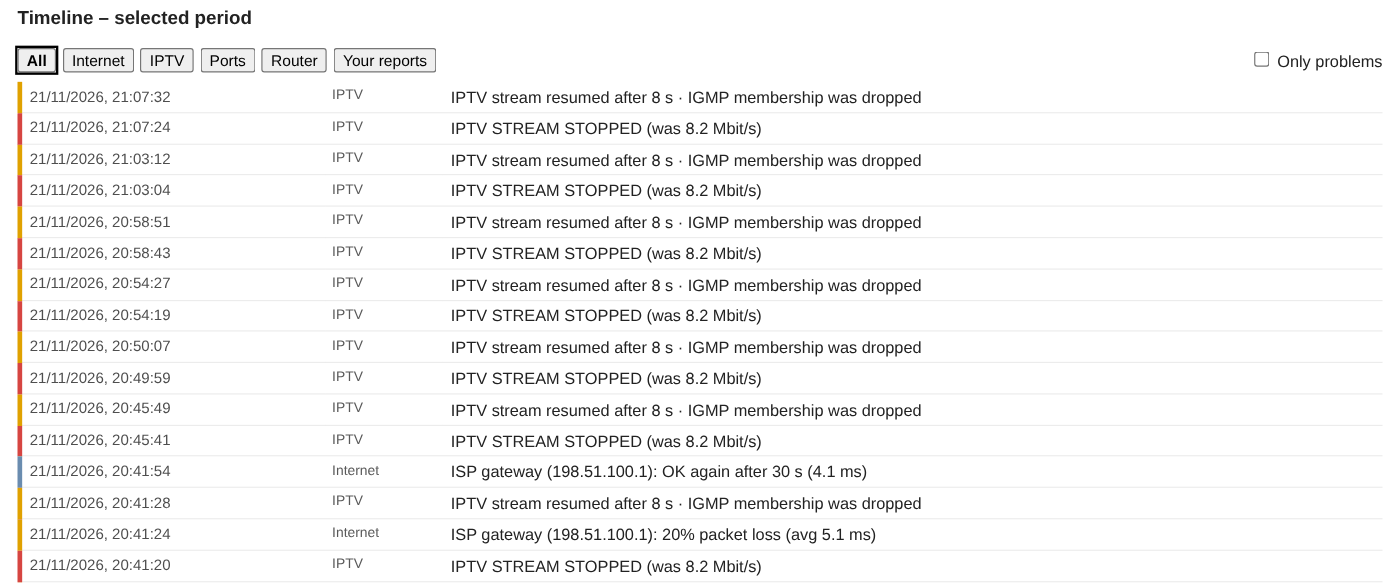 Timeline – selected period
All Internet IPTV Ports Router Your reports Only problems
21/11/2026, 21:07:32 IPTV IPTV stream resumed after 8 s · IGMP membership was dropped
21/11/2026, 21:07:24 IPTV IPTV STREAM STOPPED (was 8.2 Mbit/s)
21/11/2026, 21:03:12 IPTV IPTV stream resumed after 8 s · IGMP membership was dropped
21/11/2026, 21:03:04 IPTV IPTV STREAM STOPPED (was 8.2 Mbit/s)
21/11/2026, 20:58:51 IPTV IPTV stream resumed after 8 s · IGMP membership was dropped
21/11/2026, 20:58:43 IPTV IPTV STREAM STOPPED (was 8.2 Mbit/s)
21/11/2026, 20:54:27 IPTV IPTV stream resumed after 8 s · IGMP membership was dropped
21/11/2026, 20:54:19 IPTV IPTV STREAM STOPPED (was 8.2 Mbit/s)
21/11/2026, 20:50:07 IPTV IPTV stream resumed after 8 s · IGMP membership was dropped
21/11/2026, 20:49:59 IPTV IPTV STREAM STOPPED (was 8.2 Mbit/s)
21/11/2026, 20:45:49 IPTV IPTV stream resumed after 8 s · IGMP membership was dropped
21/11/2026, 20:45:41 IPTV IPTV STREAM STOPPED (was 8.2 Mbit/s)
21/11/2026, 20:41:54 Internet ISP gateway (198.51.100.1): OK again after 30 s (4.1 ms)
21/11/2026, 20:41:28 IPTV IPTV stream resumed after 8 s · IGMP membership was dropped
21/11/2026, 20:41:24 Internet ISP gateway (198.51.100.1): 20% packet loss (avg 5.1 ms)
21/11/2026, 20:41:20 IPTV IPTV STREAM STOPPED (was 8.2 Mbit/s)